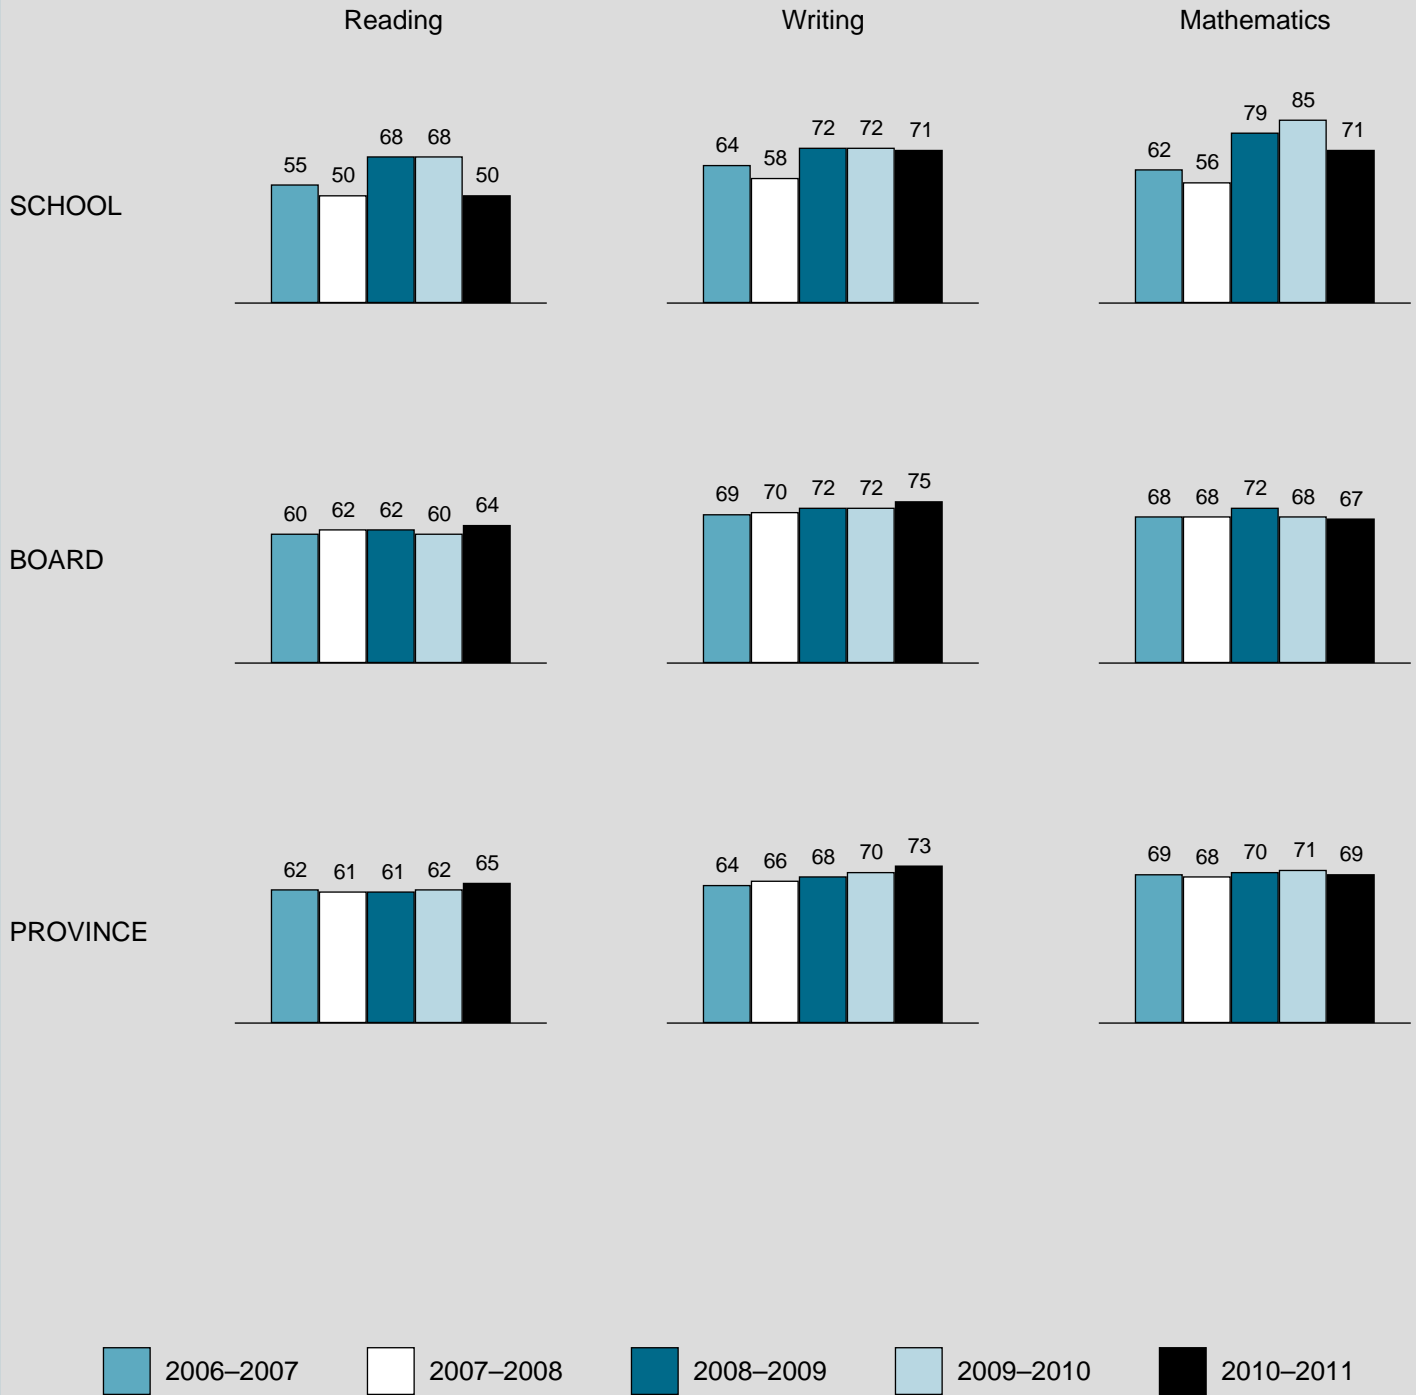 Reading Writing Mathematics
SCHOOL
55 50 68 68 50
64 58 72 72 71
62 56 79 85 71
BOARD
60 62 62 60 64
69 70 72 72 75
68 68 72 68 67
PROVINCE
62 61 61 62 65
64 66 68 70 73
69 68 70 71 69
2006–2007 2007–2008 2008–2009 2009–2010 2010–2011